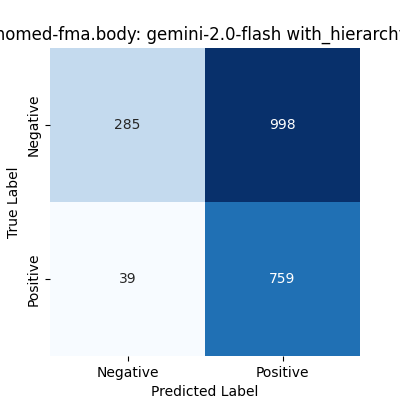 nomed-fma.body: gemini-2.0-flash with_hierarch
Negative
285
998
True Label
Positive
39
759
Negative
Positive
Predicted Label